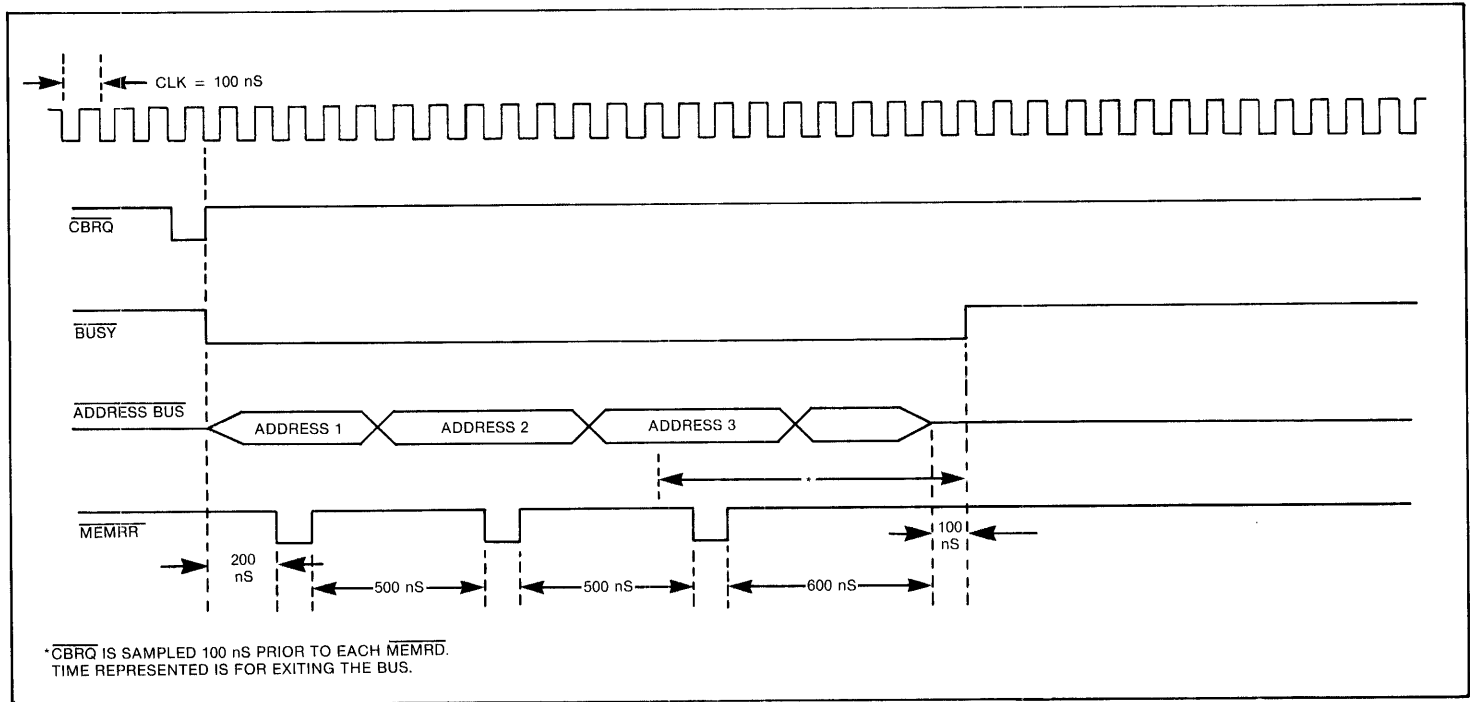 CLK = 100 nS
CBRQ
BUSY
ADDRESS BUS
ADDRESS 1
ADDRESS 2
ADDRESS 3
*
MEMRR
200
nS
500 nS
500 nS
600 nS
100
nS
*CBRQ IS SAMPLED 100 nS PRIOR TO EACH MEMRD.
TIME REPRESENTED IS FOR EXITING THE BUS.